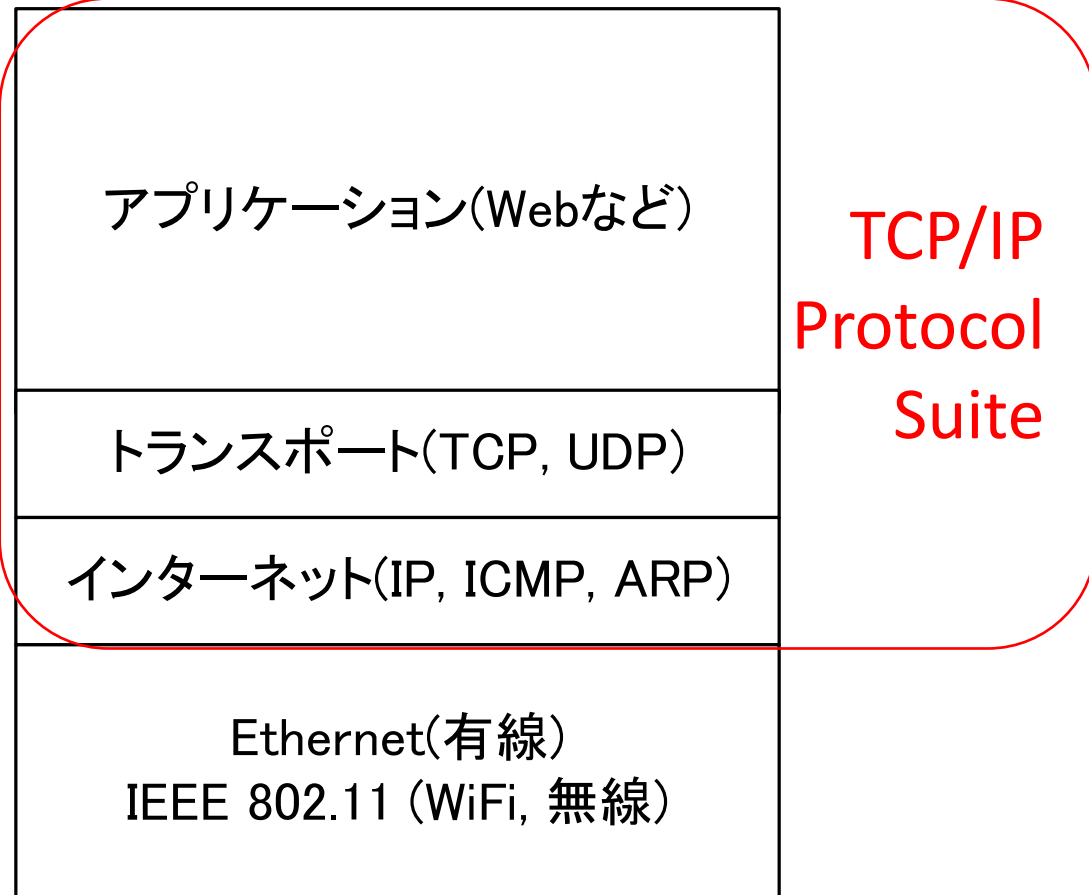 アプリケーション(Webなど)
TCP/IP
Protocol
Suite
トランスポート(TCP, UDP)
インターネット(IP, ICMP, ARP)
Ethernet(有線)
IEEE 802.11 (WiFi, 無線)